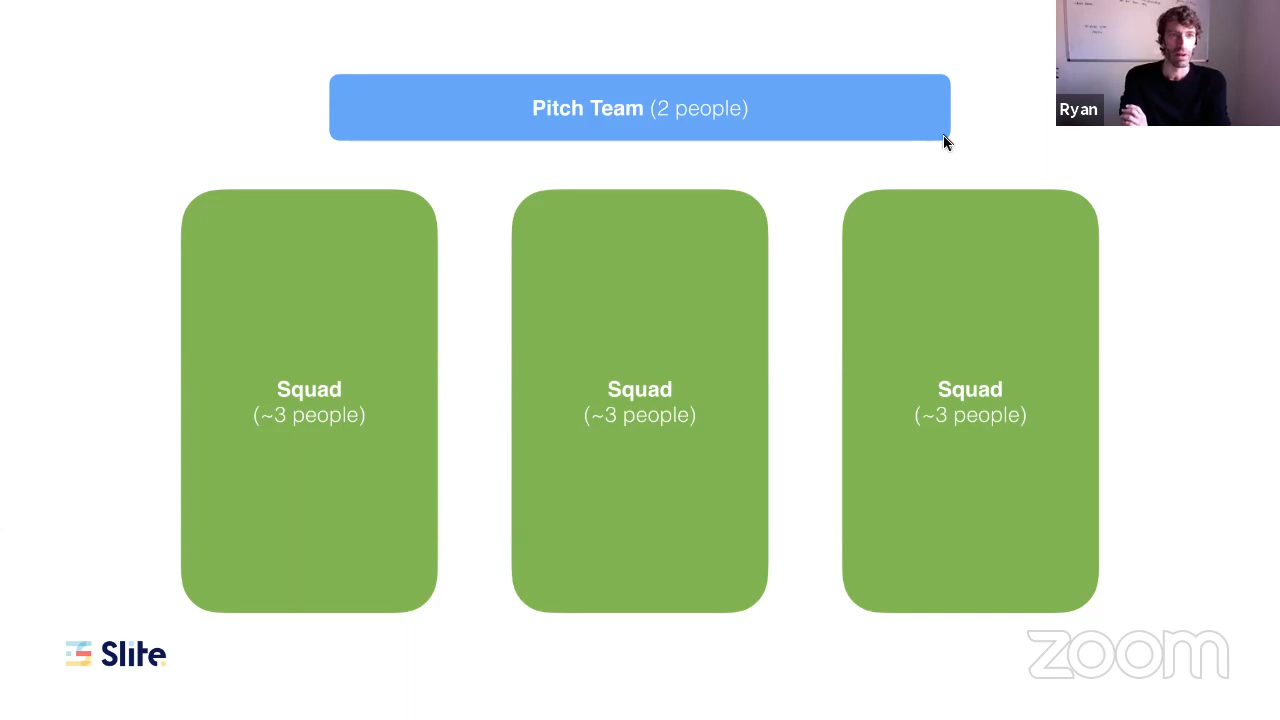 Pitch Team (2 people)
Ryan
Squad
(~3 people)
Squad
(~3 people)
Squad
(~3 people)
Slite
zoom